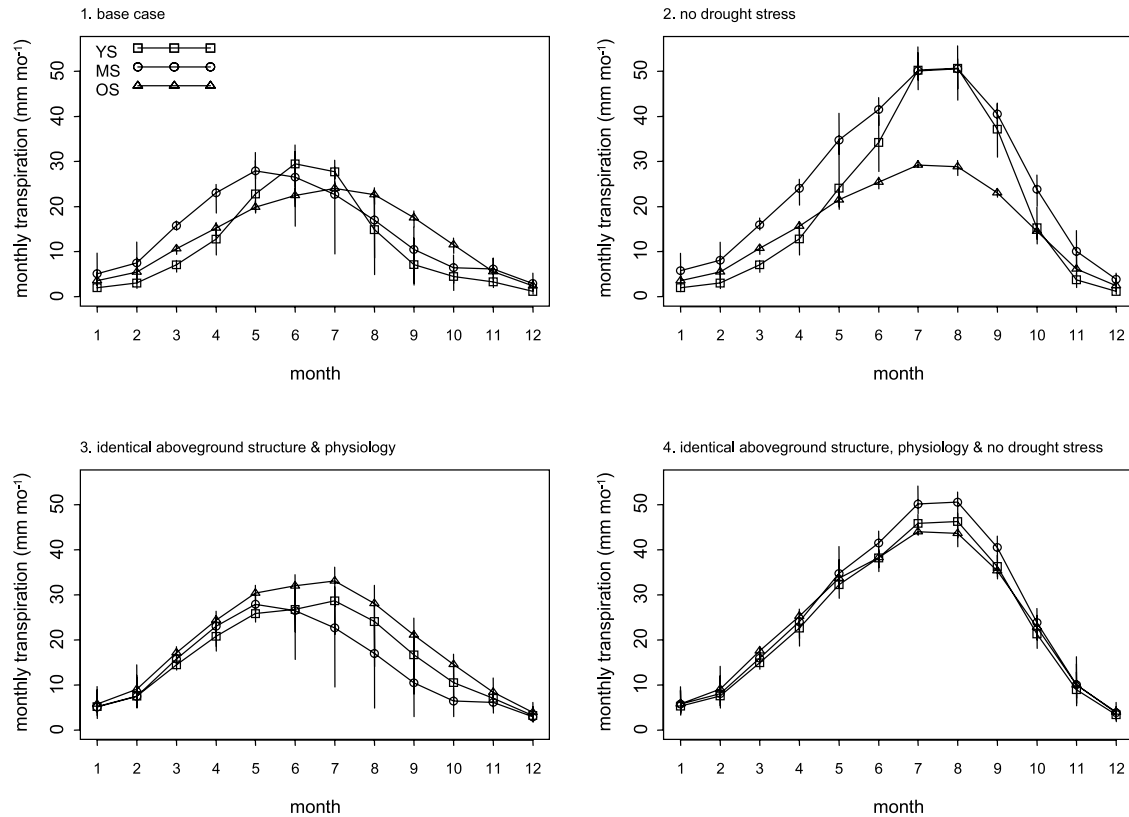 1. base case
monthly transpiration (mm mo⁻¹)
50
40
30
20
10
0
YS
MS
OS
1 2 3 4 5 6 7 8 9 10 11 12
month
2. no drought stress
monthly transpiration (mm mo⁻¹)
50
40
30
20
10
0
1 2 3 4 5 6 7 8 9 10 11 12
month
3. identical aboveground structure & physiology
monthly transpiration (mm mo⁻¹)
50
40
30
20
10
0
1 2 3 4 5 6 7 8 9 10 11 12
month
4. identical aboveground structure, physiology & no drought stress
monthly transpiration (mm mo⁻¹)
50
40
30
20
10
0
1 2 3 4 5 6 7 8 9 10 11 12
month